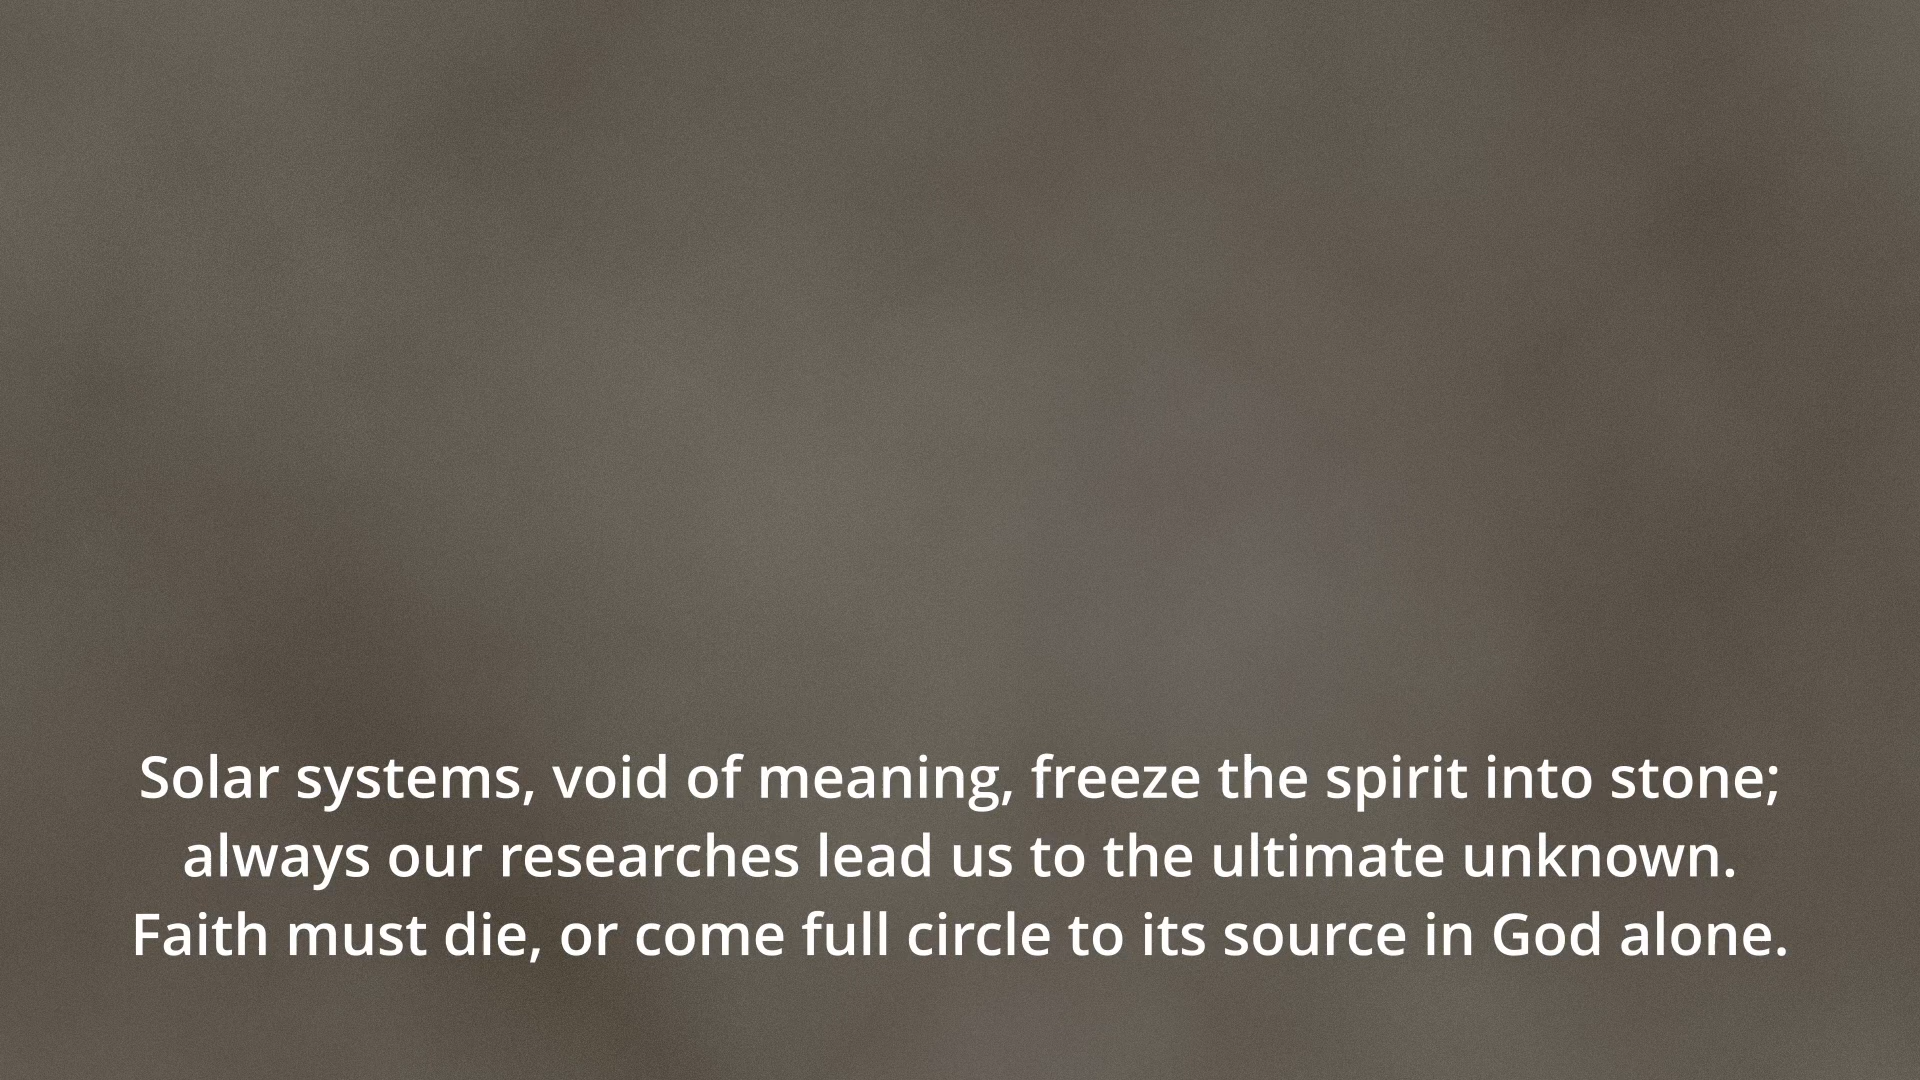 Solar systems, void of meaning, freeze the spirit into stone;
always our researches lead us to the ultimate unknown.
Faith must die, or come full circle to its source in God alone.